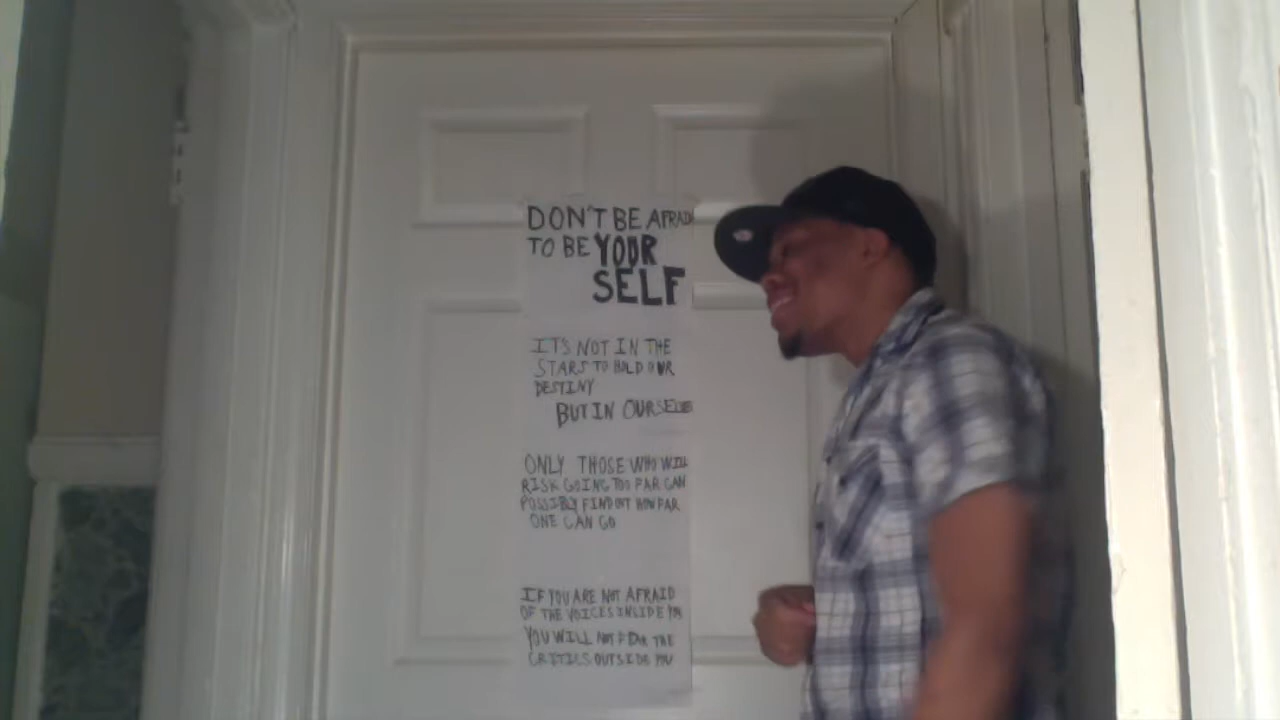 DON'T BE AFRAID
TO BE YOUR
SELF
IT'S NOT IN THE
STARS TO HOLD OUR
DESTINY
BUT IN OURSELVES
ONLY THOSE WHO WILL
RISK GOING TOO FAR CAN
POSSIBLY FIND OUT HOW FAR
ONE CAN GO
IF YOU ARE NOT AFRAID
OF THE VOICES INSIDE YOU
YOU WILL NOT FEAR THE
CRITICS OUTSIDE YOU